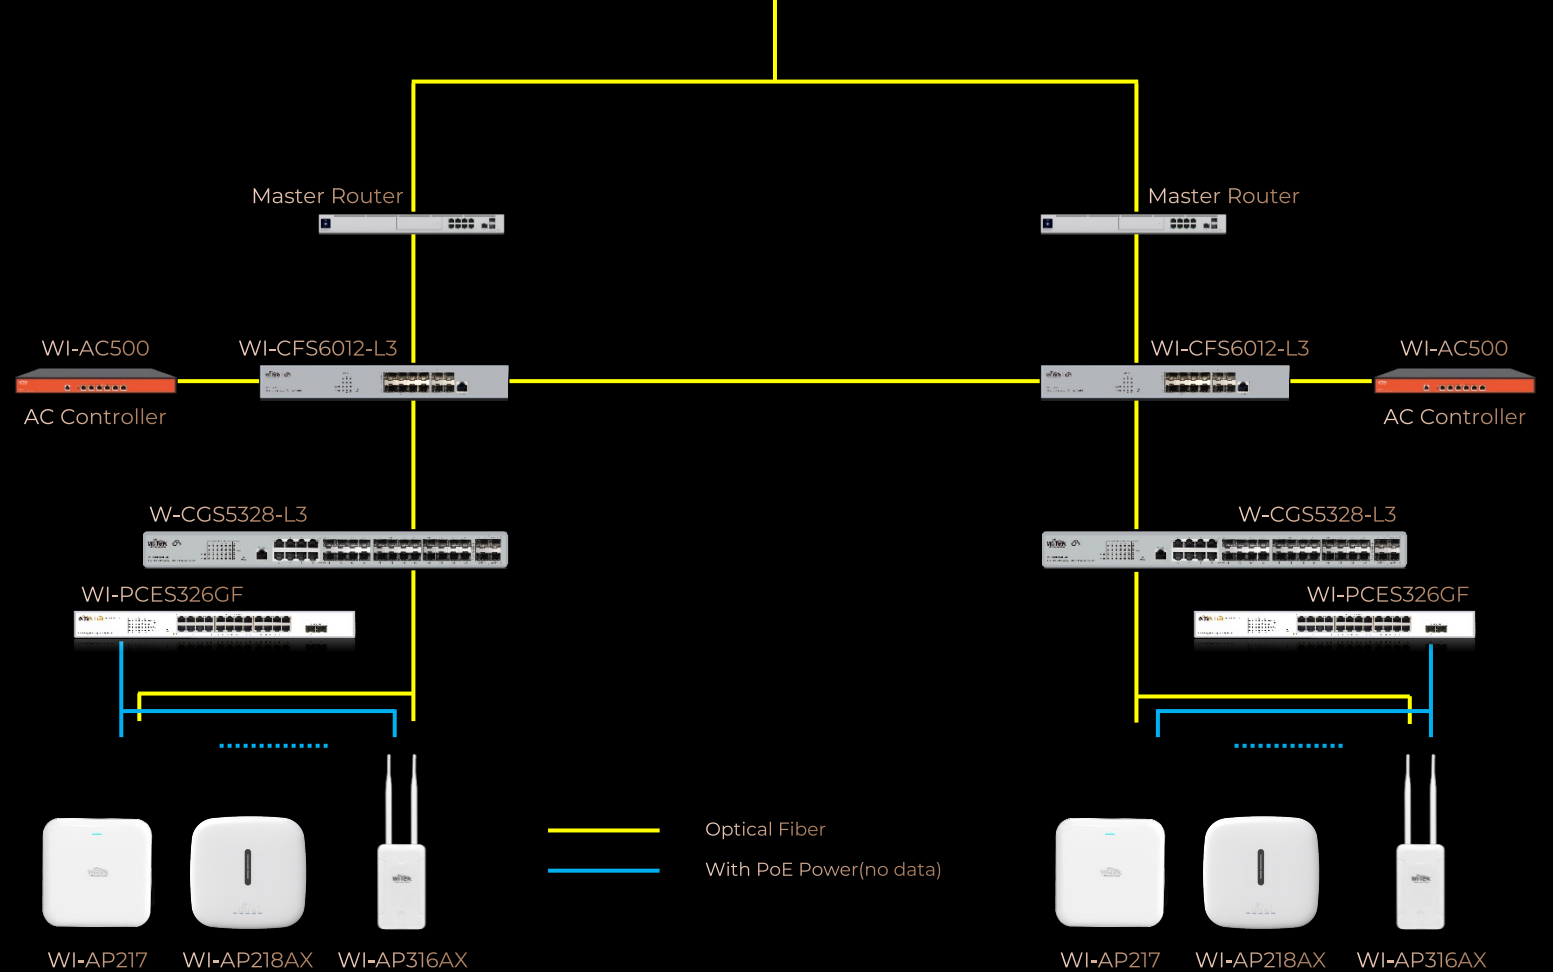 Master Router
Master Router
WI-AC500
WI-CFS6012-L3
WI-CFS6012-L3
WI-AC500
AC Controller
AC Controller
W-CGS5328-L3
W-CGS5328-L3
WI-PCES326GF
WI-PCES326GF
Optical Fiber
With PoE Power(no data)
WI-AP217
WI-AP218AX
WI-AP316AX
WI-AP217
WI-AP218AX
WI-AP316AX